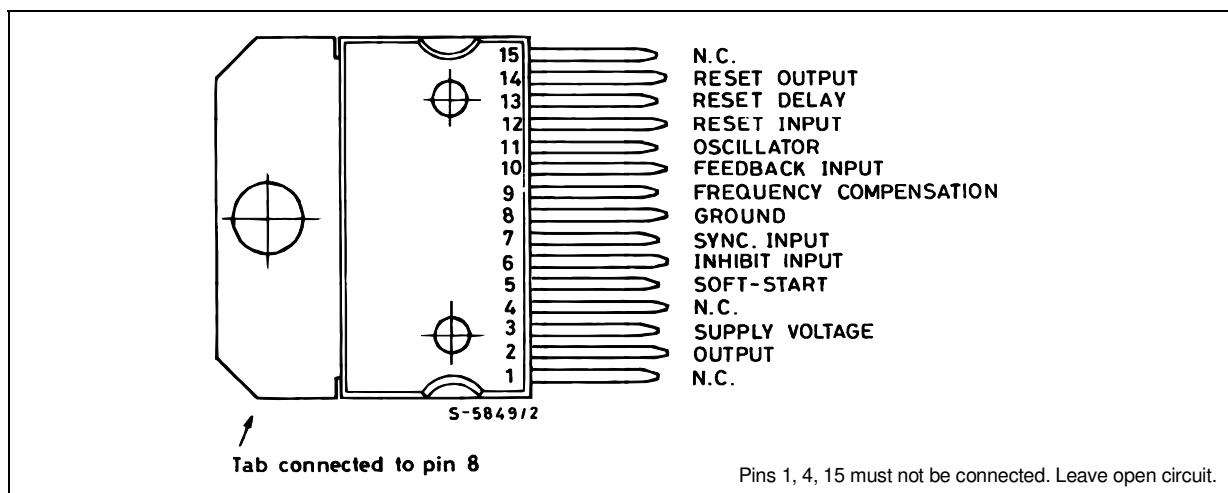 15 N.C.
14 RESET OUTPUT
13 RESET DELAY
12 RESET INPUT
11 OSCILLATOR
10 FEEDBACK INPUT
9 FREQUENCY COMPENSATION
8 GROUND
7 SYNC. INPUT
6 INHIBIT INPUT
5 SOFT-START
4 N.C.
3 SUPPLY VOLTAGE
2 OUTPUT
1 N.C.
S-5849/2
Tab connected to pin 8
Pins 1, 4, 15 must not be connected. Leave open circuit.